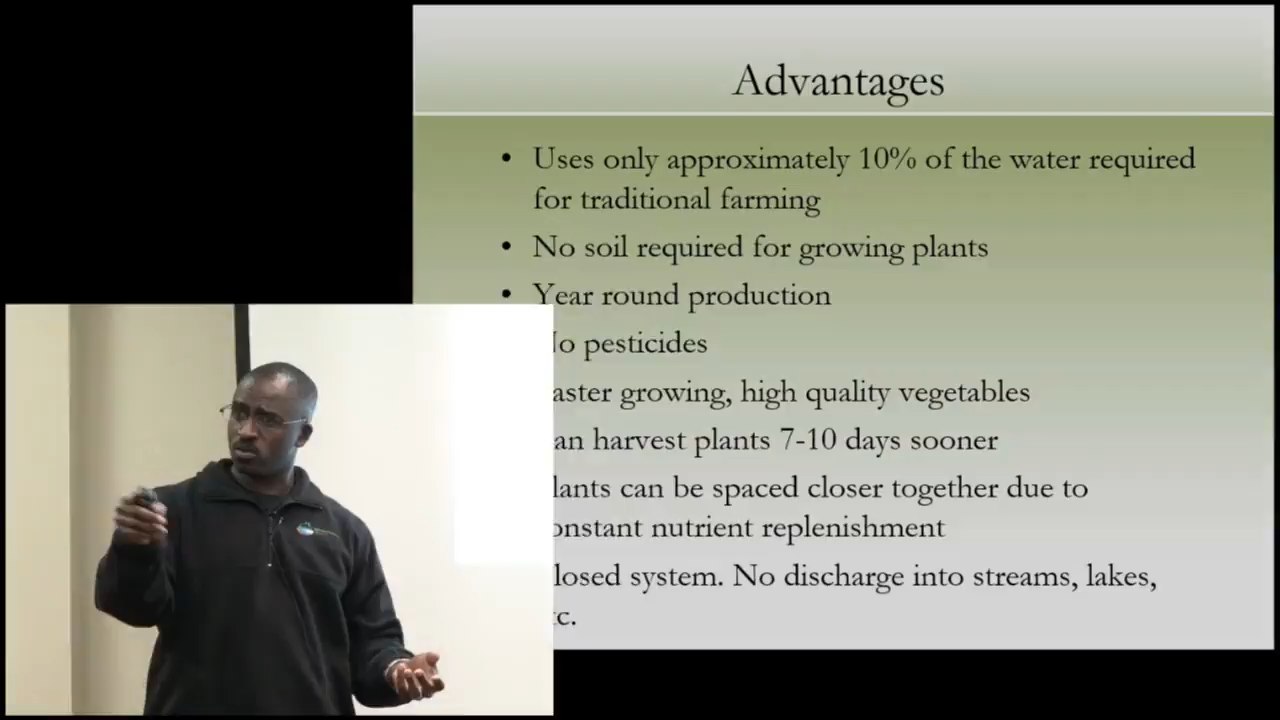 Advantages
• Uses only approximately 10% of the water required
for traditional farming
• No soil required for growing plants
• Year round production
o pesticides
aster growing, high quality vegetables
an harvest plants 7-10 days sooner
lants can be spaced closer together due to
onstant nutrient replenishment
losed system. No discharge into streams, lakes,
tc.